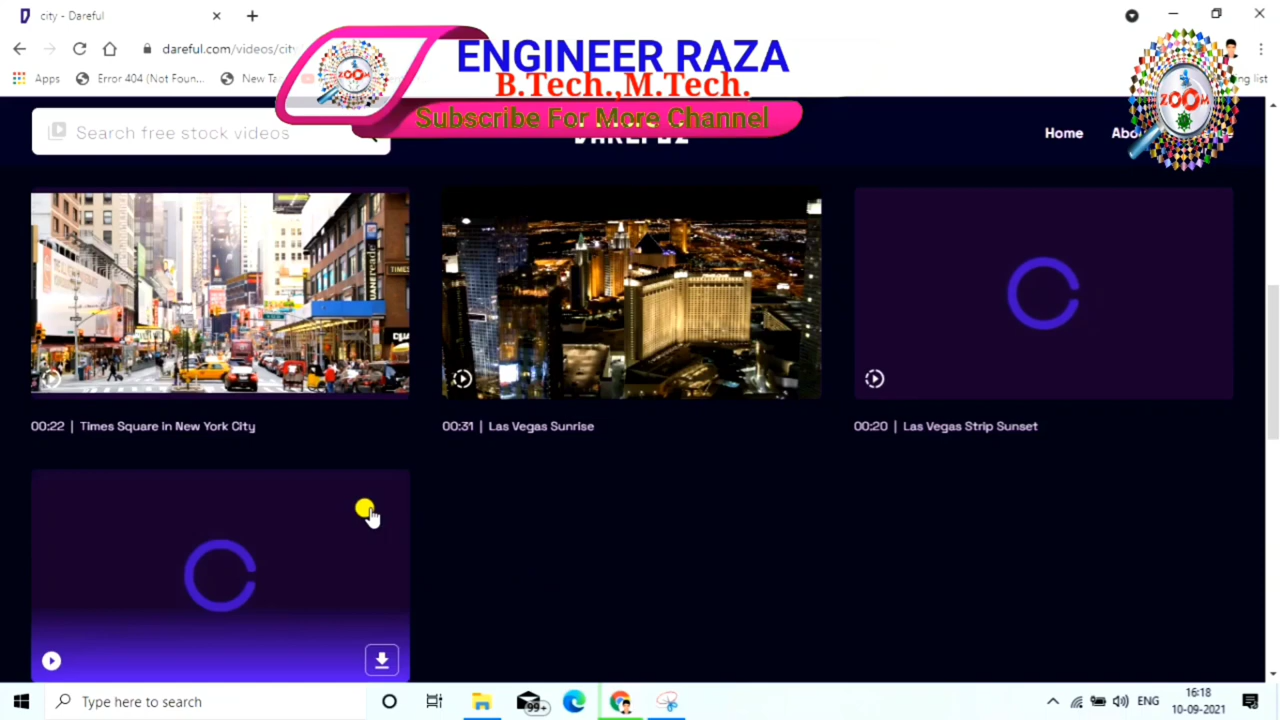 city - Dareful
dareful.com/videos/cit
Apps
Error 404 (Not Foun...
New Ta
ing list
ENGINEER RAZA
B.Tech.,M.Tech.
Subscribe For More Channel
ZOOM
ZOOM
Search free stock videos
Home
00:22 | Times Square in New York City
00:31 | Las Vegas Sunrise
00:20 | Las Vegas Strip Sunset
Type here to search
99+
ENG
16:18
10-09-2021